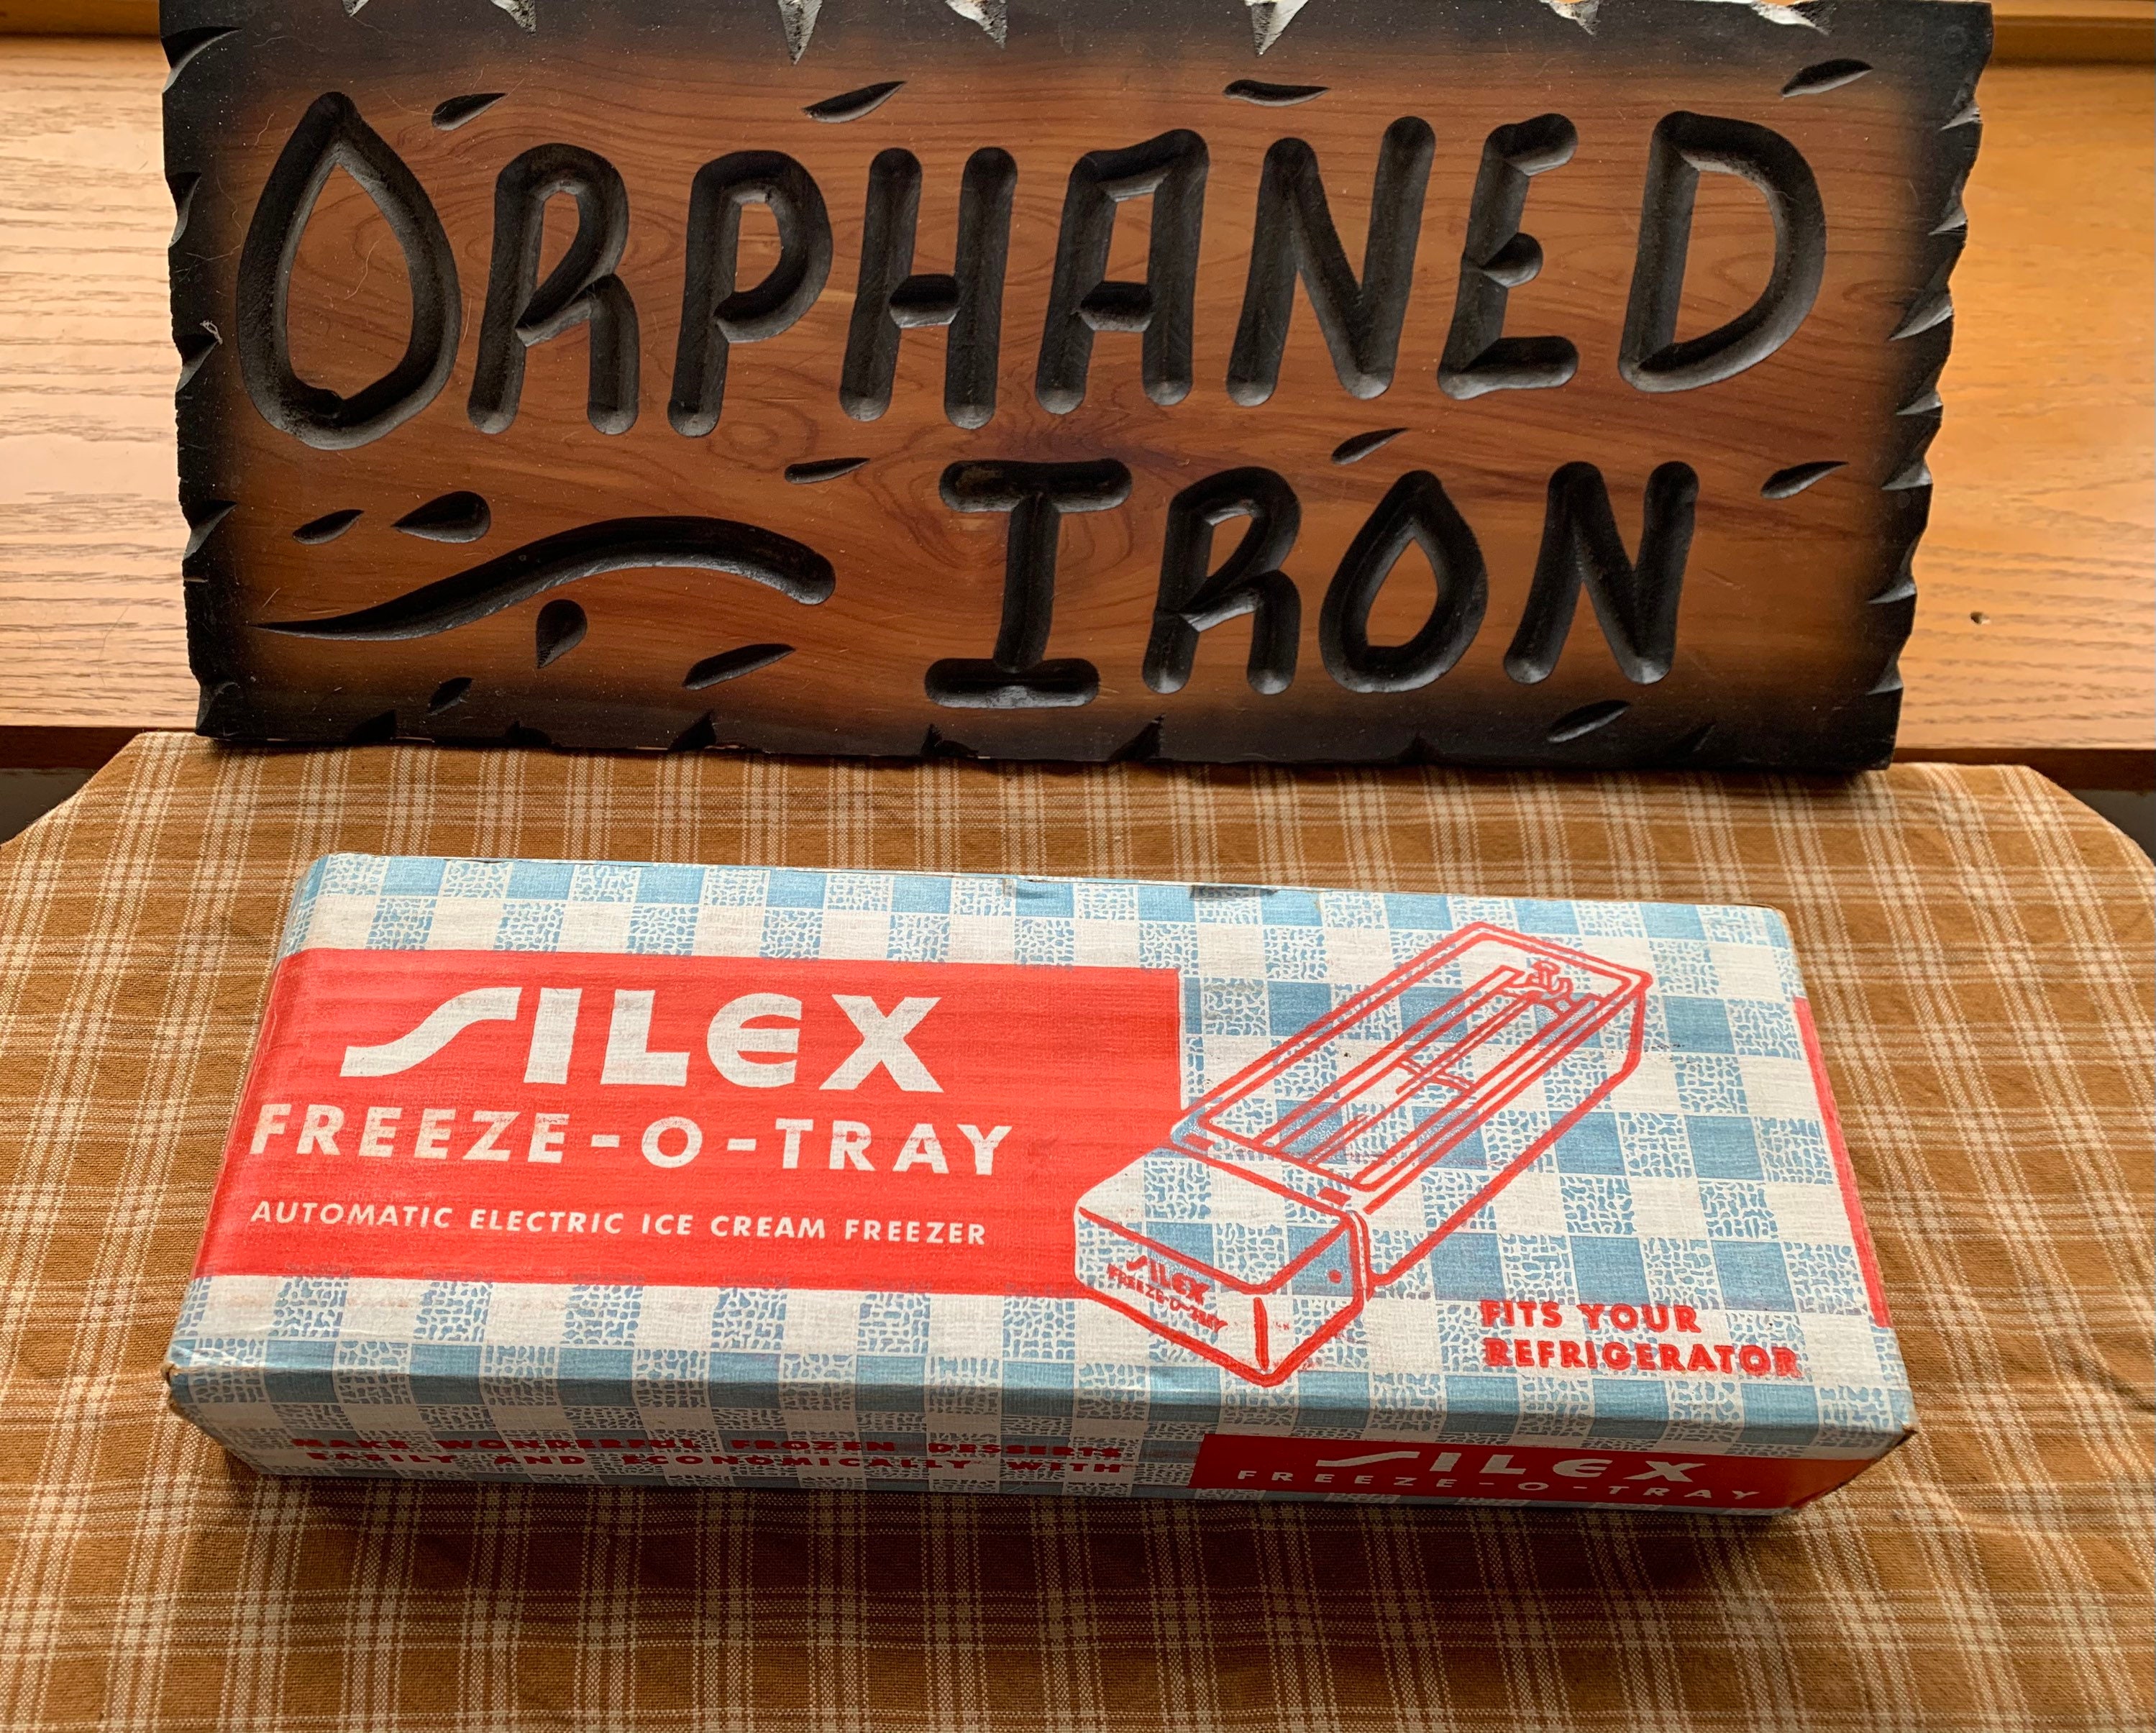 ORPHANED
IRON
SILEX
FREEZE-O-TRAY
AUTOMATIC ELECTRIC ICE CREAM FREEZER
SILEX
FREEZE-O-TRAY
FITS YOUR
REFRIGERATOR
MAKE WONDERFUL FROZEN DESSERTS
EASILY AND ECONOMICALLY WITH
SILEX
FREEZE-O-TRAY